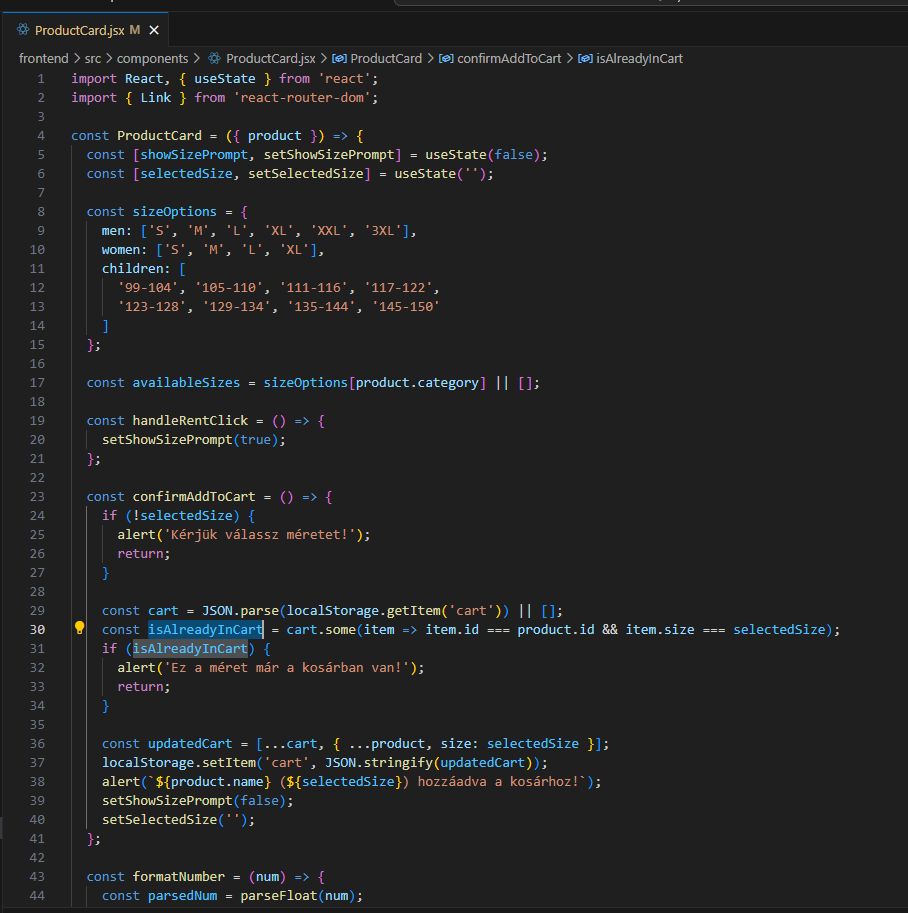 ProductCard.jsx M ×
frontend > src > components > ProductCard.jsx > ProductCard > confirmAddToCart > isAlreadyInCart
1 import React, { useState } from 'react';
2 import { Link } from 'react-router-dom';
3
4 const ProductCard = ({ product }) => {
5   const [showSizePrompt, setShowSizePrompt] = useState(false);
6   const [selectedSize, setSelectedSize] = useState('');
7
8   const sizeOptions = {
9     men: ['S', 'M', 'L', 'XL', 'XXL', '3XL'],
10     women: ['S', 'M', 'L', 'XL'],
11     children: [
12       '99-104', '105-110', '111-116', '117-122',
13       '123-128', '129-134', '135-144', '145-150'
14     ]
15   };
16
17   const availableSizes = sizeOptions[product.category] || [];
18
19   const handleRentClick = () => {
20     setShowSizePrompt(true);
21   };
22
23   const confirmAddToCart = () => {
24     if (!selectedSize) {
25       alert('Kérjük válassz méretet!');
26       return;
27     }
28
29     const cart = JSON.parse(localStorage.getItem('cart')) || [];
30     const isAlreadyInCart = cart.some(item => item.id === product.id && item.size === selectedSize);
31     if (isAlreadyInCart) {
32       alert('Ez a méret már a kosárban van!');
33       return;
34     }
35
36     const updatedCart = [...cart, { ...product, size: selectedSize }];
37     localStorage.setItem('cart', JSON.stringify(updatedCart));
38     alert(`${product.name} (${selectedSize}) hozzáadva a kosárhoz!`);
39     setShowSizePrompt(false);
40     setSelectedSize('');
41   };
42
43   const formatNumber = (num) => {
44     const parsedNum = parseFloat(num);